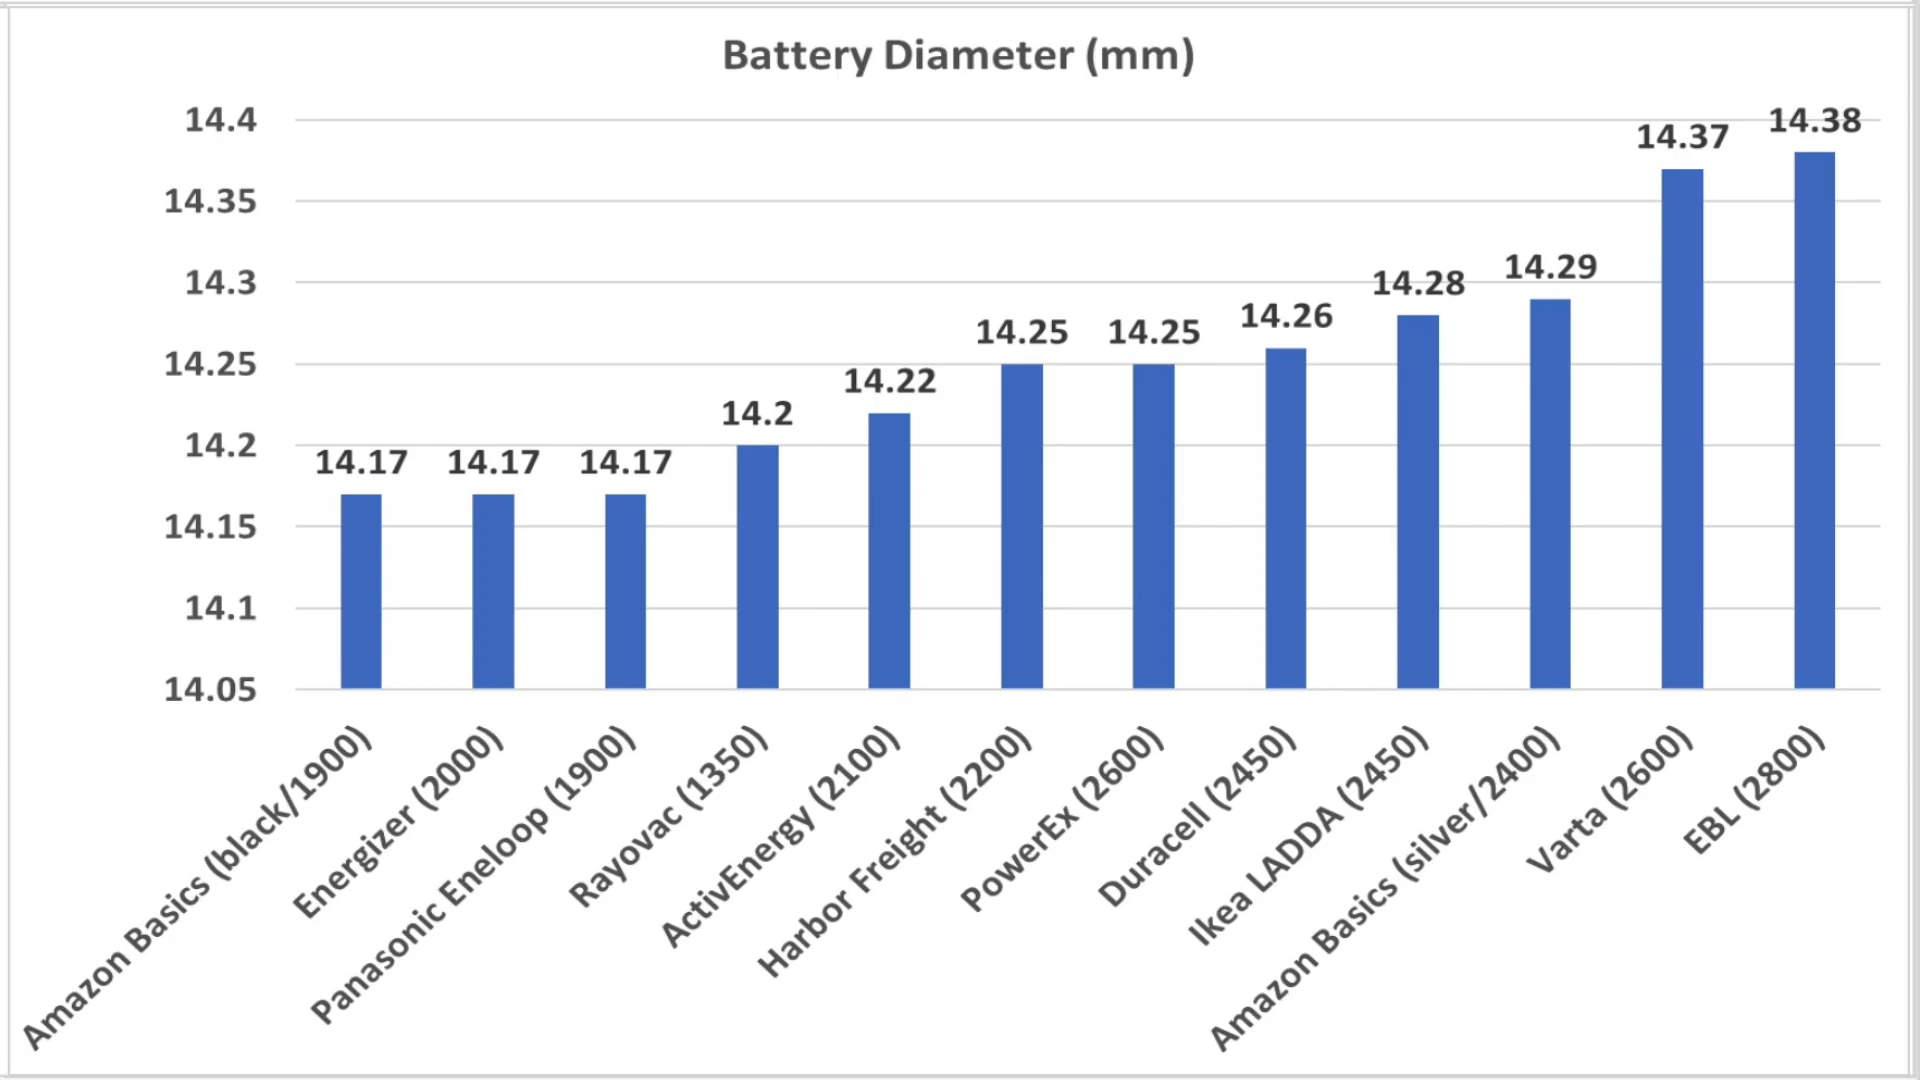 Battery Diameter (mm)
14.4
14.35
14.3
14.25
14.2
14.15
14.1
14.05
14.17
14.17
14.17
14.2
14.22
14.25
14.25
14.26
14.28
14.29
14.37
14.38
Amazon Basics (black/1900)
Energizer (2000)
Panasonic Eneloop (1900)
Rayovac (1350)
ActivEnergy (2100)
Harbor Freight (2200)
PowerEx (2600)
Duracell (2450)
Ikea LADDA (2450)
Amazon Basics (silver/2400)
Varta (2600)
EBL (2800)